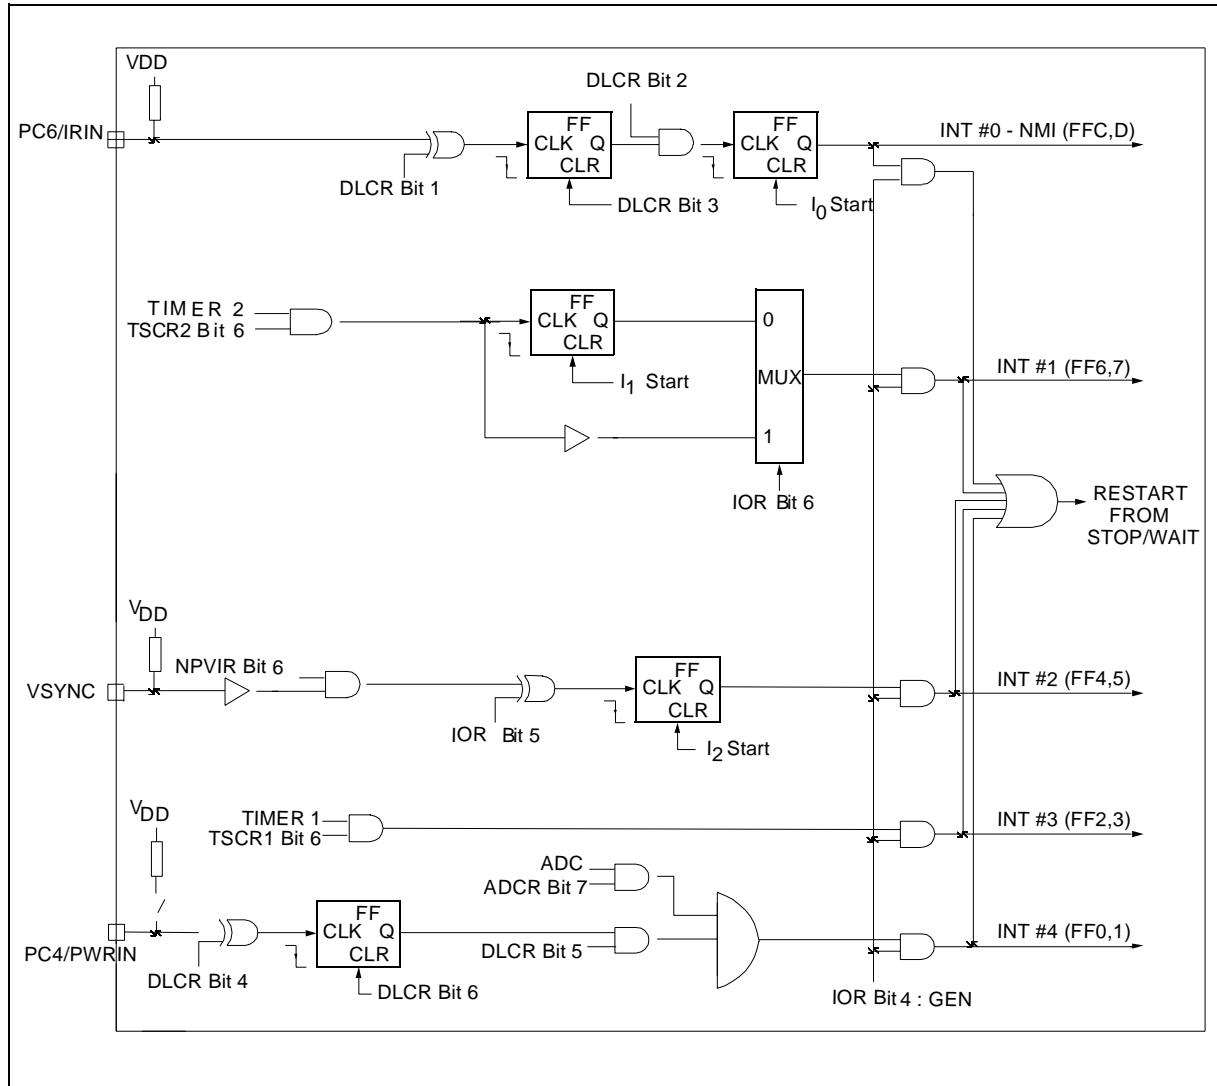 VDD
DLCR Bit 2
PC6/IRIN
FF
CLK Q
CLR
FF
CLK Q
CLR
INT #0 - NMI (FFC,D)
DLCR Bit 1
DLCR Bit 3
I0 Start
TIMER 2
TSCR2 Bit 6
FF
CLK Q
CLR
0
MUX
1
I1 Start
INT #1 (FF6,7)
IOR Bit 6
RESTART
FROM
STOP/WAIT
VDD
NPVIR Bit 6
VSYNC
FF
CLK Q
CLR
INT #2 (FF4,5)
IOR Bit 5
I2 Start
VDD
TIMER 1
TSCR1 Bit 6
INT #3 (FF2,3)
ADC
ADCR Bit 7
FF
CLK Q
CLR
DLCR Bit 5
INT #4 (FF0,1)
PC4/PWRIN
DLCR Bit 4
DLCR Bit 6
IOR Bit 4 : GEN